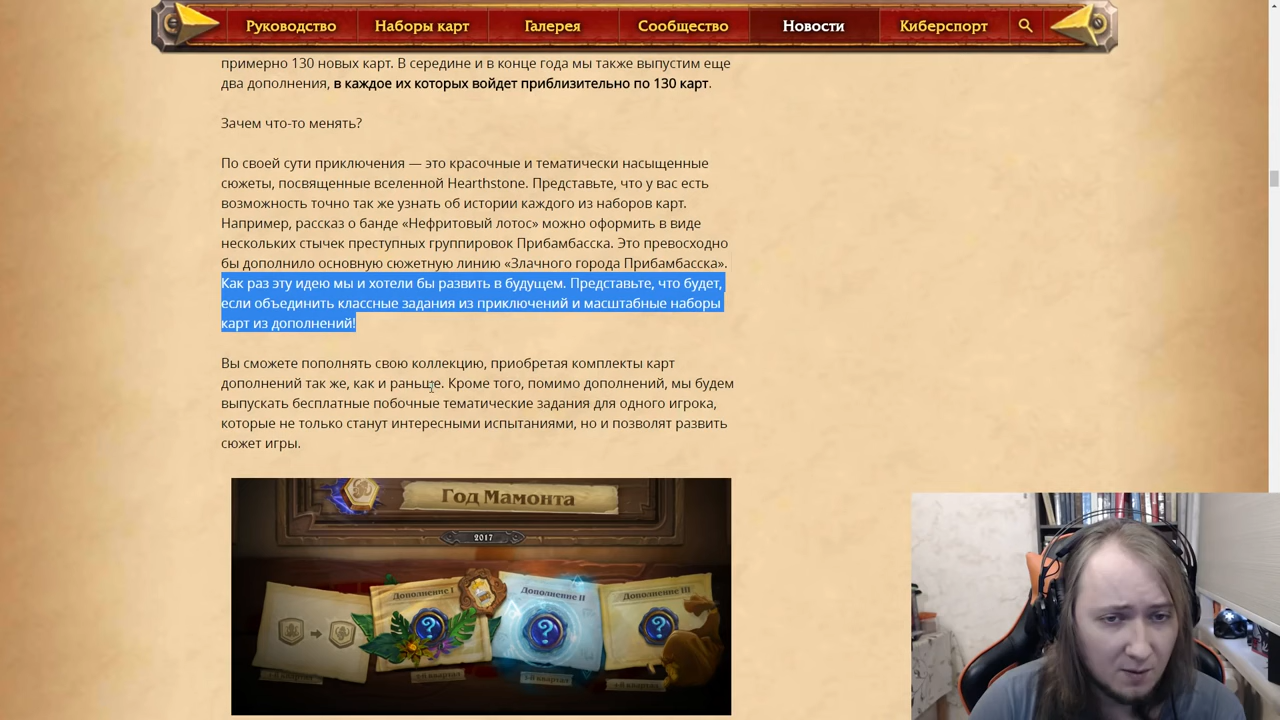 Руководство
Наборы карт
Галерея
Сообщество
Новости
Киберспорт
примерно 130 новых карт. В середине и в конце года мы также выпустим еще
два дополнения, в каждое их которых войдет приблизительно по 130 карт.
Зачем что-то менять?
По своей сути приключения — это красочные и тематически насыщенные
сюжеты, посвященные вселенной Hearthstone. Представьте, что у вас есть
возможность точно так же узнать об истории каждого из наборов карт.
Например, рассказ о банде «Нефритовый лотос» можно оформить в виде
нескольких стычек преступных группировок Прибамбасска. Это превосходно
бы дополнило основную сюжетную линию «Злачного города Прибамбасска».
Как раз эту идею мы и хотели бы развить в будущем. Представьте, что будет,
если объединить классные задания из приключений и масштабные наборы
карт из дополнений!
Вы сможете пополнять свою коллекцию, приобретая комплекты карт
дополнений так же, как и раньше. Кроме того, помимо дополнений, мы будем
выпускать бесплатные побочные тематические задания для одного игрока,
которые не только станут интересными испытаниями, но и позволят развить
сюжет игры.
Год Мамонта
2017
Дополнение I
Дополнение II
Дополнение III